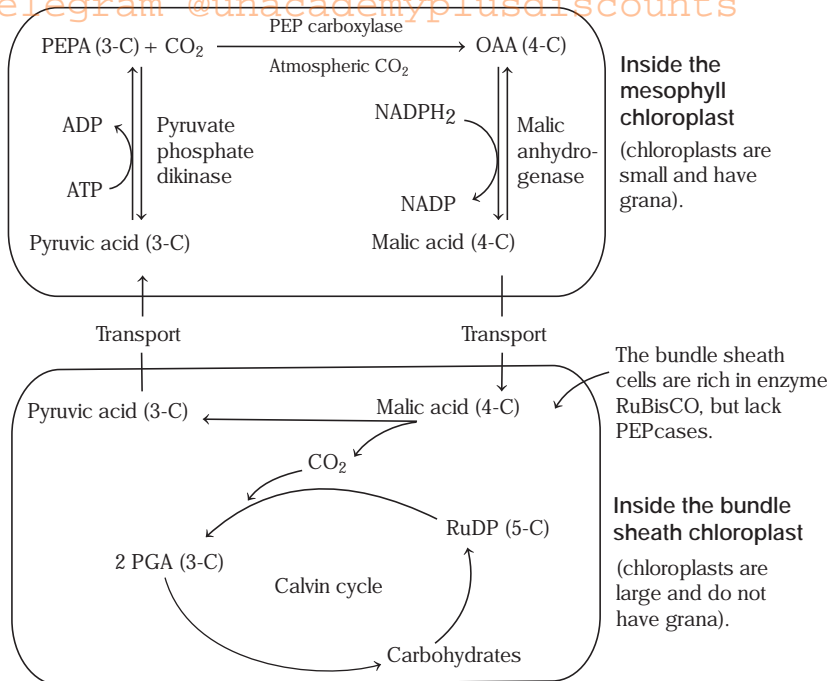 elegram @unacademyplusdiscounts
PEP carboxylase
PEPA (3-C) + CO₂
OAA (4-C)
Atmospheric CO₂
Inside the
mesophyll
chloroplast
(chloroplasts are
small and have
grana).
ADP
ATP
Pyruvate
phosphate
dikinase
NADPH₂
NADP
Malic
anhydro-
genase
Pyruvic acid (3-C)
Malic acid (4-C)
Transport
Transport
The bundle sheath
cells are rich in enzyme
RuBisCO, but lack
PEPcases.
Pyruvic acid (3-C)
Malic acid (4-C)
CO₂
RuDP (5-C)
2 PGA (3-C)
Calvin cycle
Carbohydrates
Inside the bundle
sheath chloroplast
(chloroplasts are
large and do not
have grana).